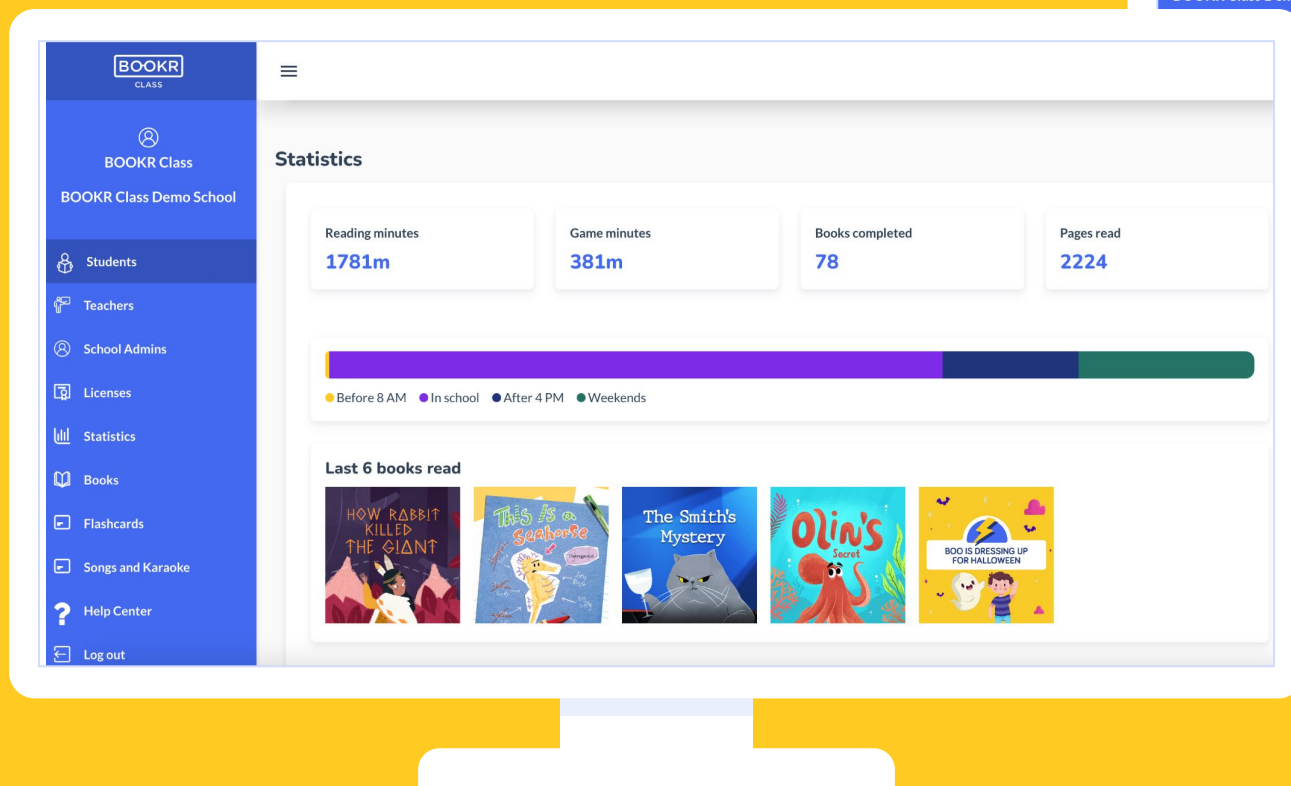 BOOKR
CLASS
BOOKR Class
BOOKR Class Demo School
Students
Teachers
School Admins
Licenses
Statistics
Books
Flashcards
Songs and Karaoke
Help Center
Log out
Statistics
Reading minutes
1781m
Game minutes
381m
Books completed
78
Pages read
2224
Before 8 AM In school After 4 PM Weekends
Last 6 books read
HOW RABBIT
KILLED
THE GIANT
This is a
Seahorse
The Smith's
Mystery
Olin's
Secret
BOO IS DRESSING UP
FOR HALLOWEEN